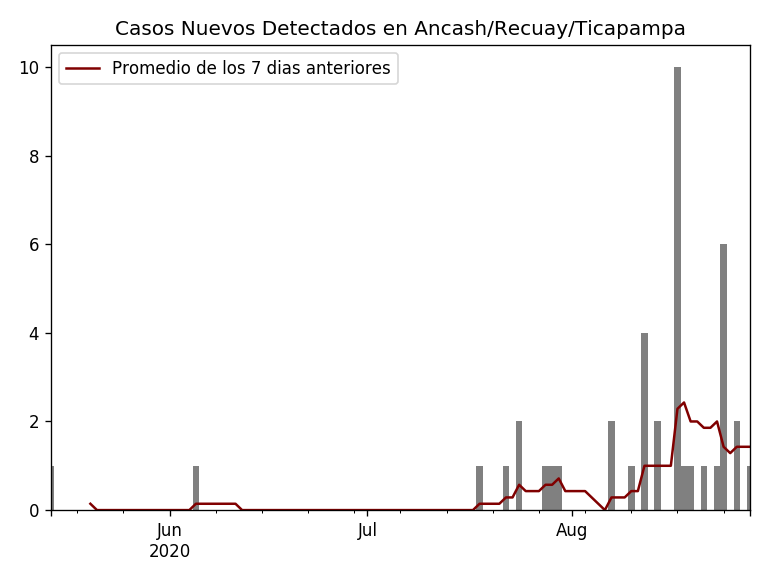 Casos Nuevos Detectados en Ancash/Recuay/Ticapampa
Promedio de los 7 dias anteriores
10
8
6
4
2
0
Jun
2020
Jul
Aug